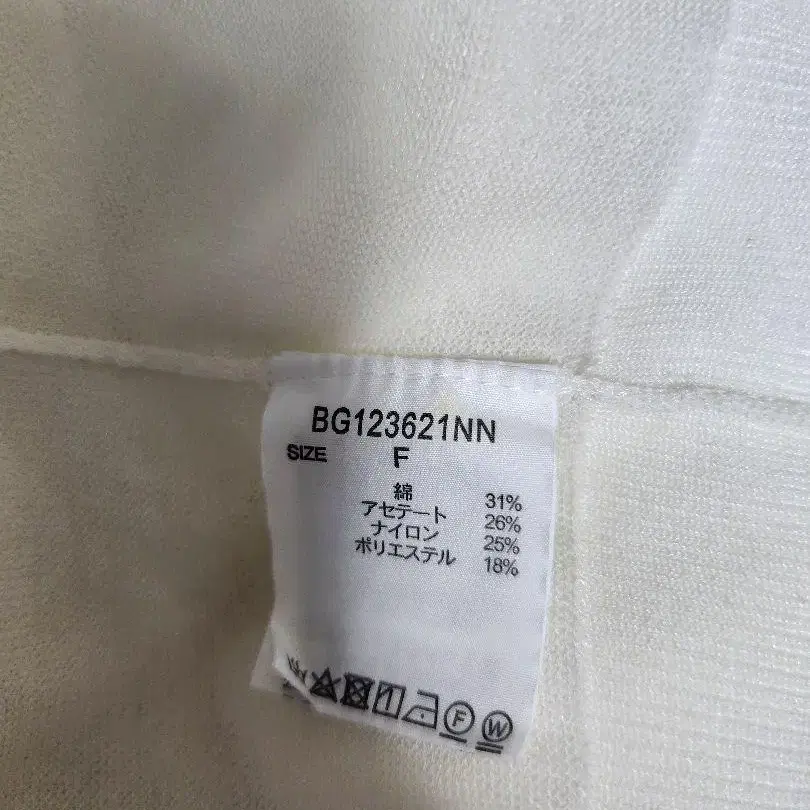 BG123621NN
SIZE F
綿 31%
アセテート 26%
ナイロン 25%
ポリエステル 18%
F W